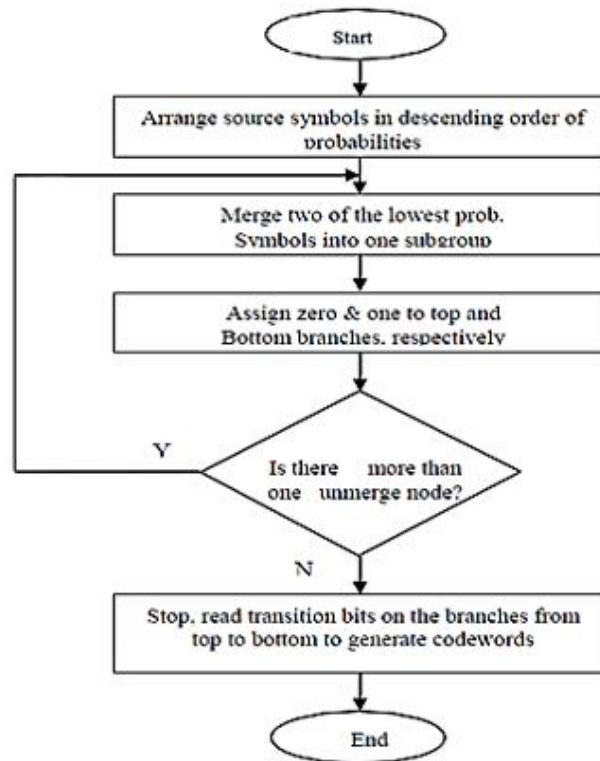 Start
Arrange source symbols in descending order of
probabilities
Merge two of the lowest prob.
Symbols into one subgroup
Assign zero & one to top and
Bottom branches, respectively
Y
Is there more than
one unmerge node?
N
Stop, read transition bits on the branches from
top to bottom to generate codewords
End